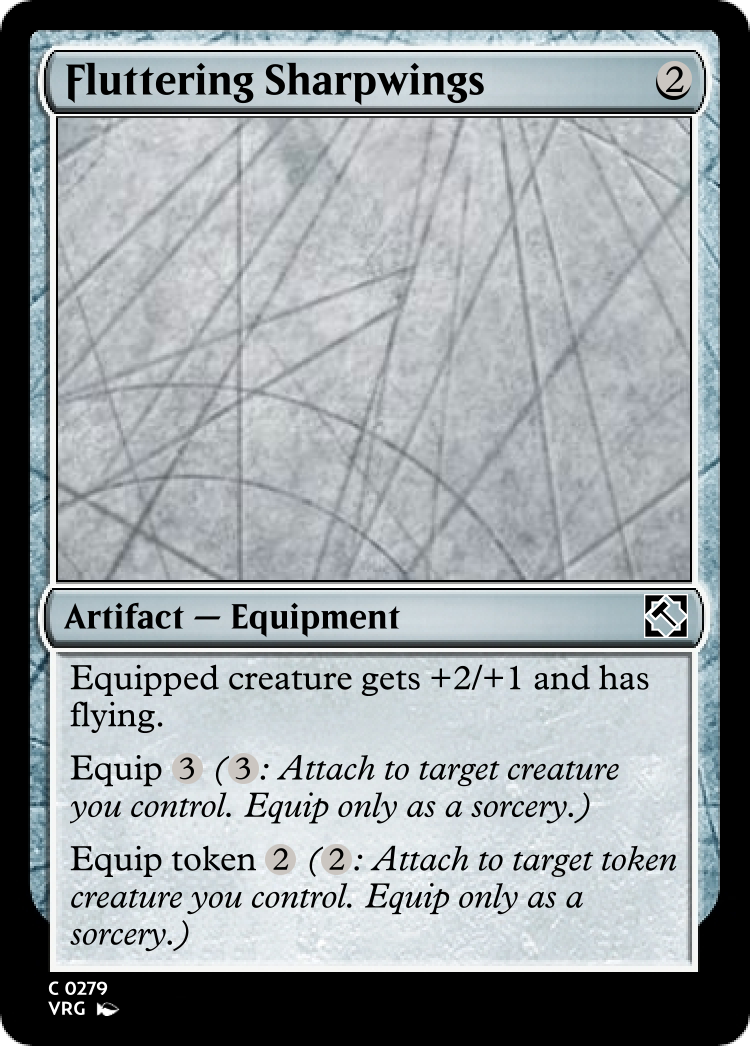 Fluttering Sharpwings 2
Artifact — Equipment
Equipped creature gets +2/+1 and has
flying.
Equip 3 (3: Attach to target creature
you control. Equip only as a sorcery.)
Equip token 2 (2: Attach to target token
creature you control. Equip only as a
sorcery.)
C 0279
VRG